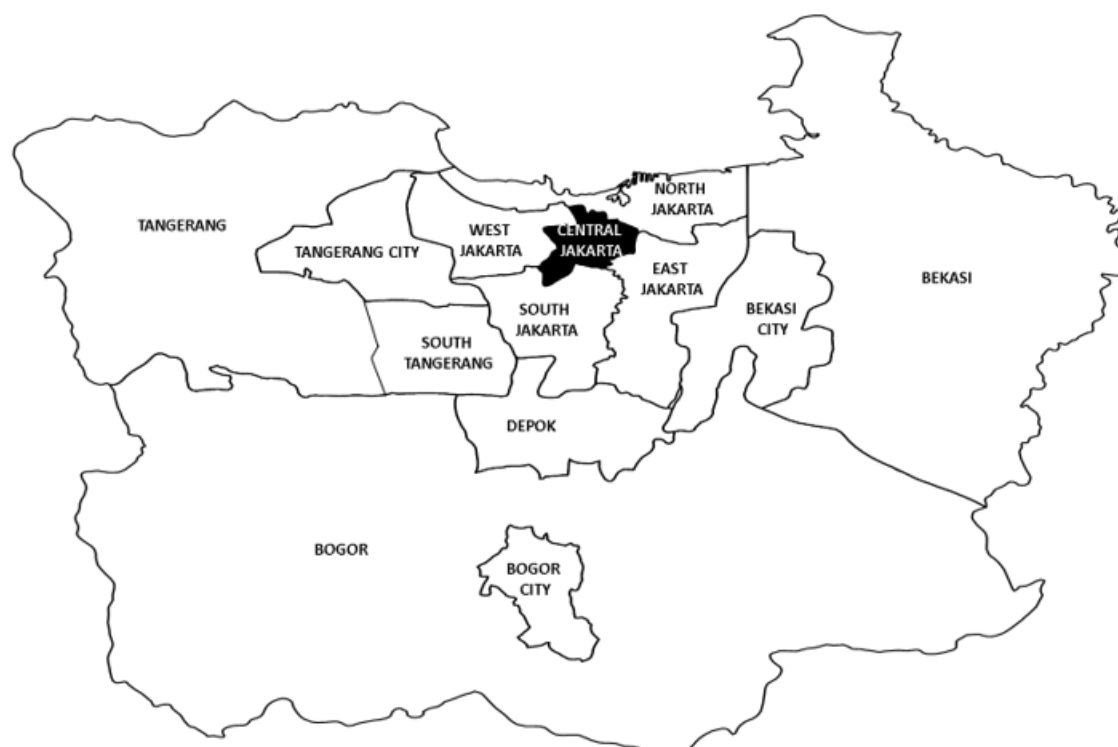 NORTH
JAKARTA
TANGERANG
WEST
JAKARTA
CENTRAL
JAKARTA
TANGERANG CITY
EAST
JAKARTA
BEKASI
SOUTH
JAKARTA
BEKASI
CITY
SOUTH
TANGERANG
DEPOK
BOGOR
BOGOR
CITY